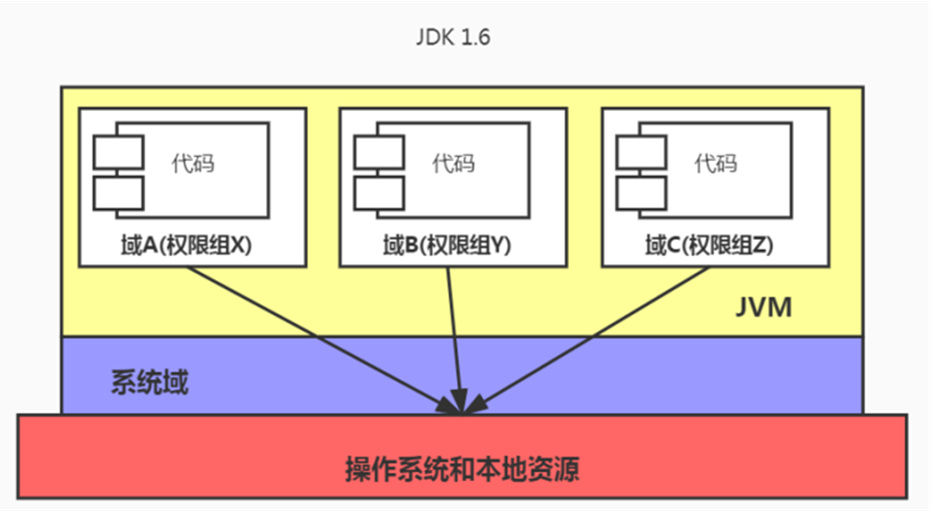 JDK 1.6
代码
代码
代码
域A(权限组X)
域B(权限组Y)
域C(权限组Z)
JVM
系统域
操作系统和本地资源